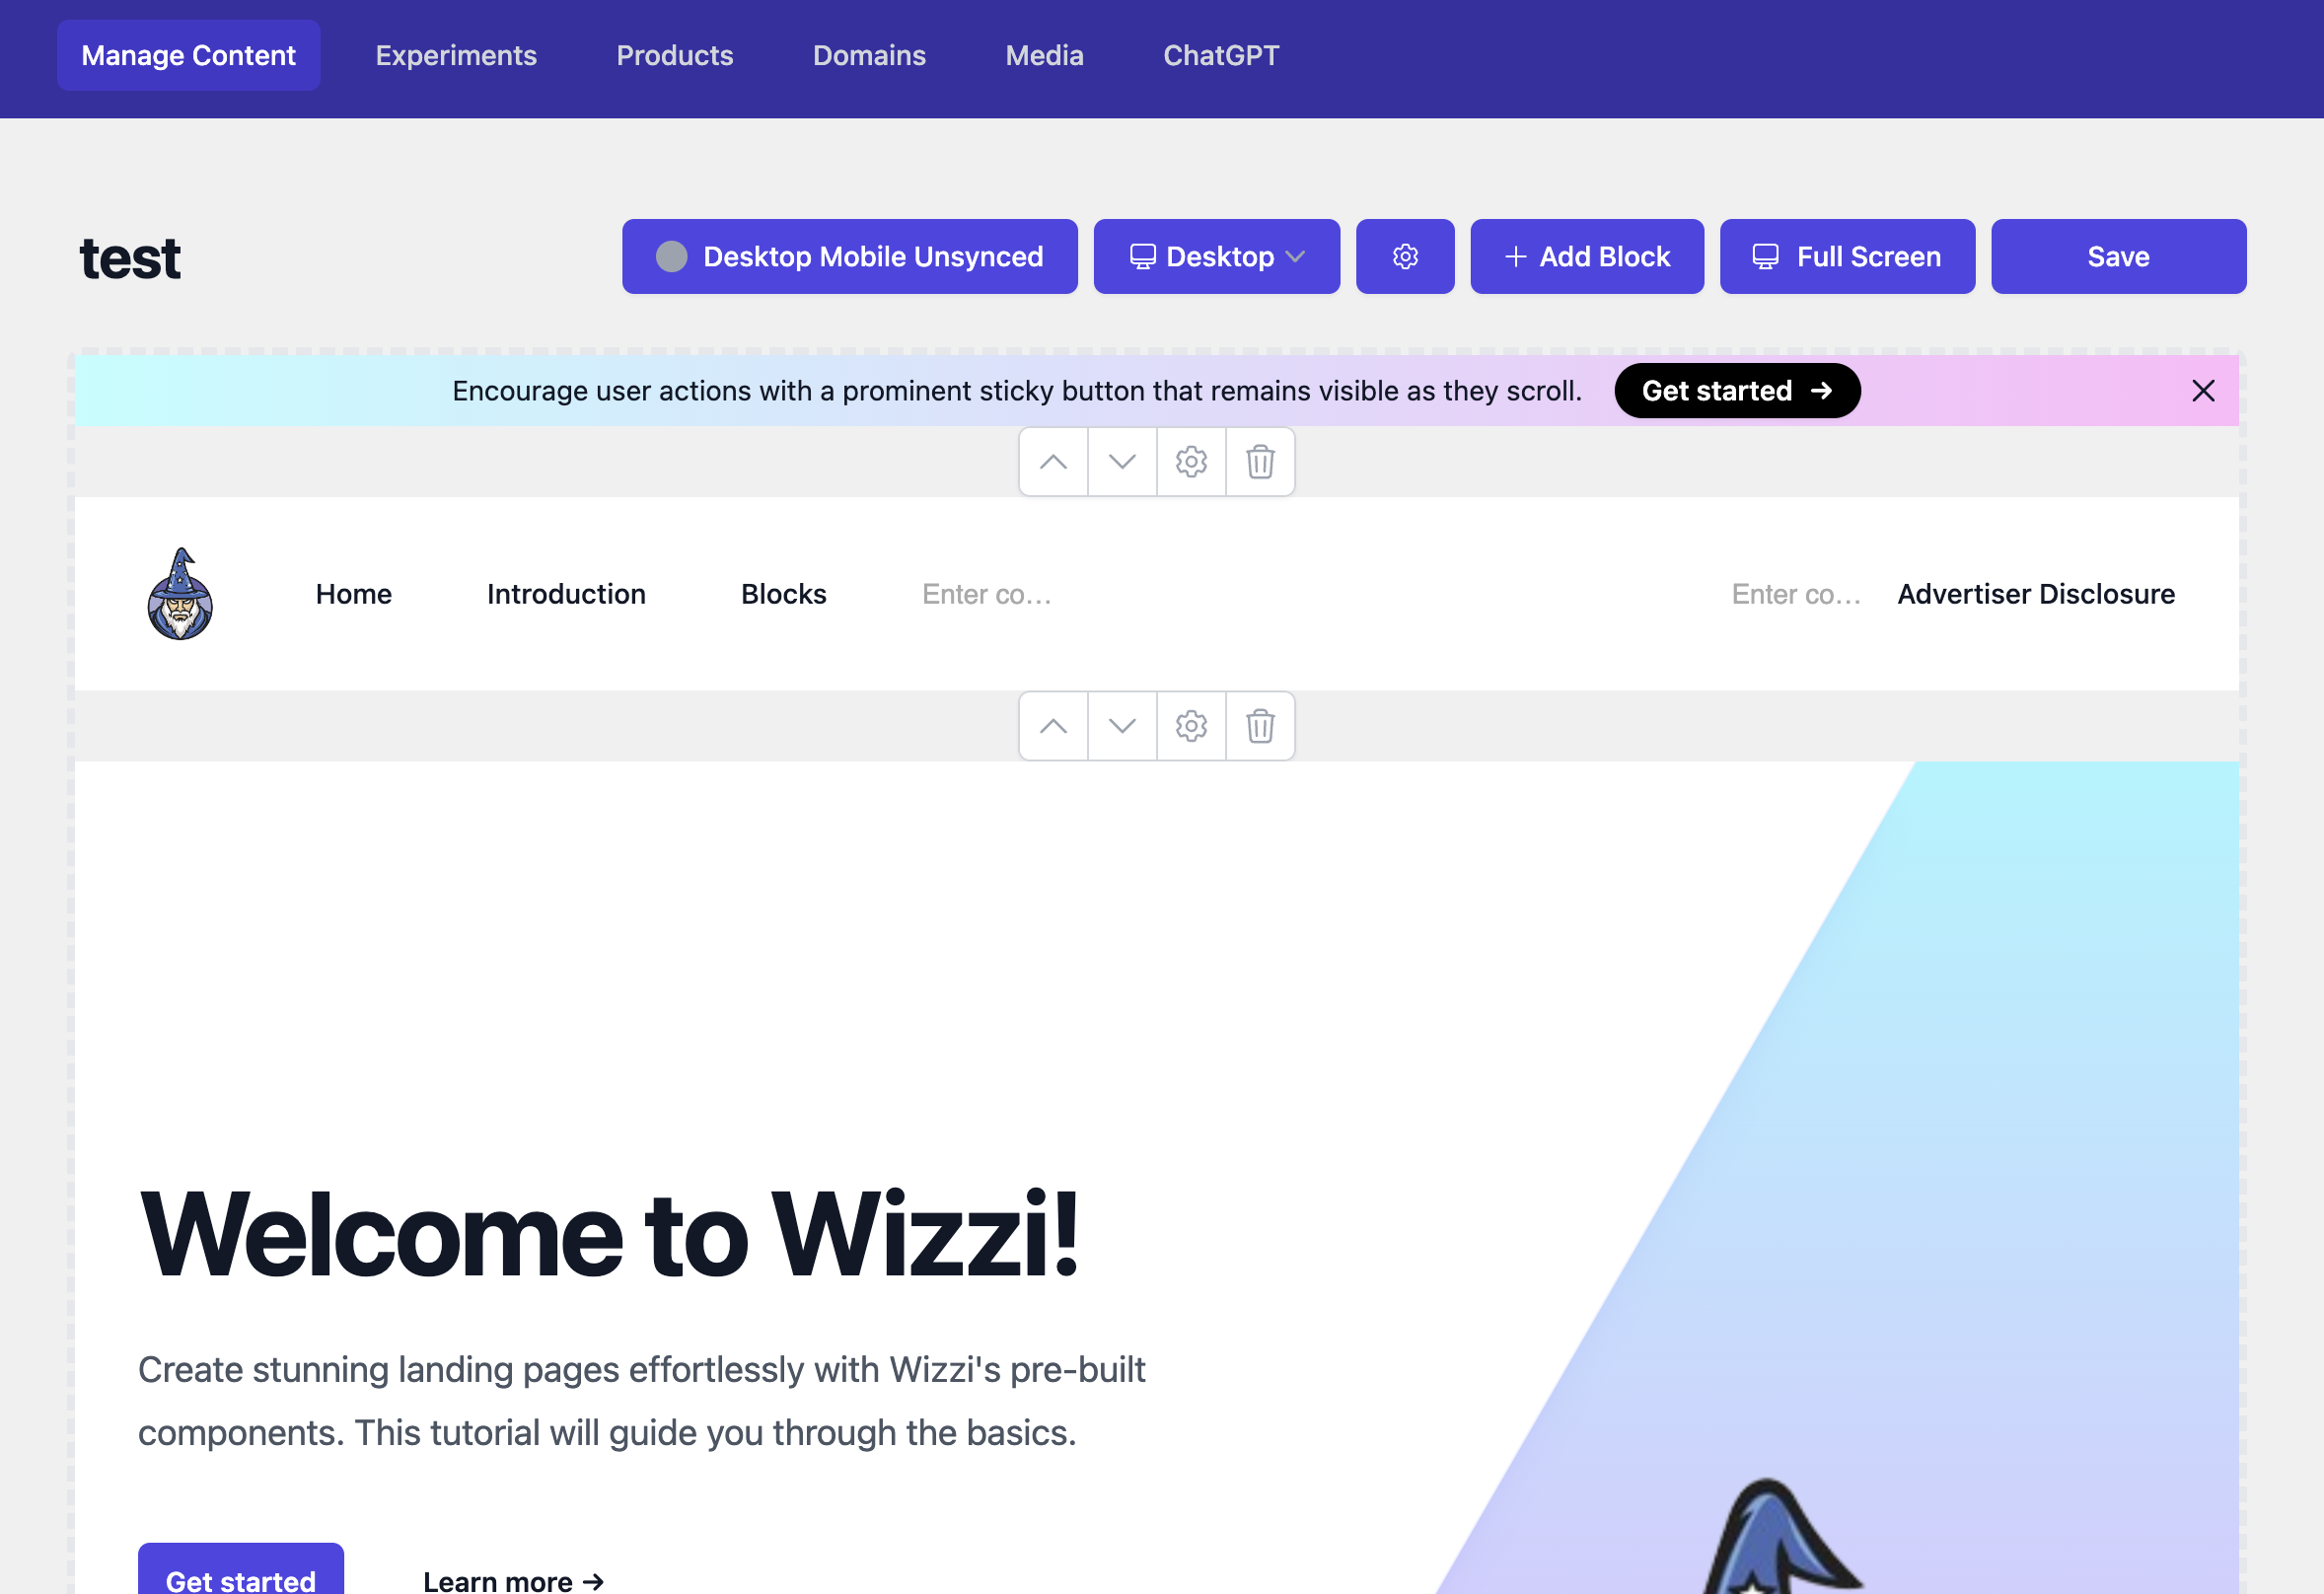 Manage Content
Experiments
Products
Domains
Media
ChatGPT
test
Desktop Mobile Unsynced
Desktop
Add Block
Full Screen
Save
Encourage user actions with a prominent sticky button that remains visible as they scroll.
Get started →
Home
Introduction
Blocks
Enter co...
Enter co...
Advertiser Disclosure
Welcome to Wizzi!
Create stunning landing pages effortlessly with Wizzi's pre-built
components. This tutorial will guide you through the basics.
Get started
Learn more →